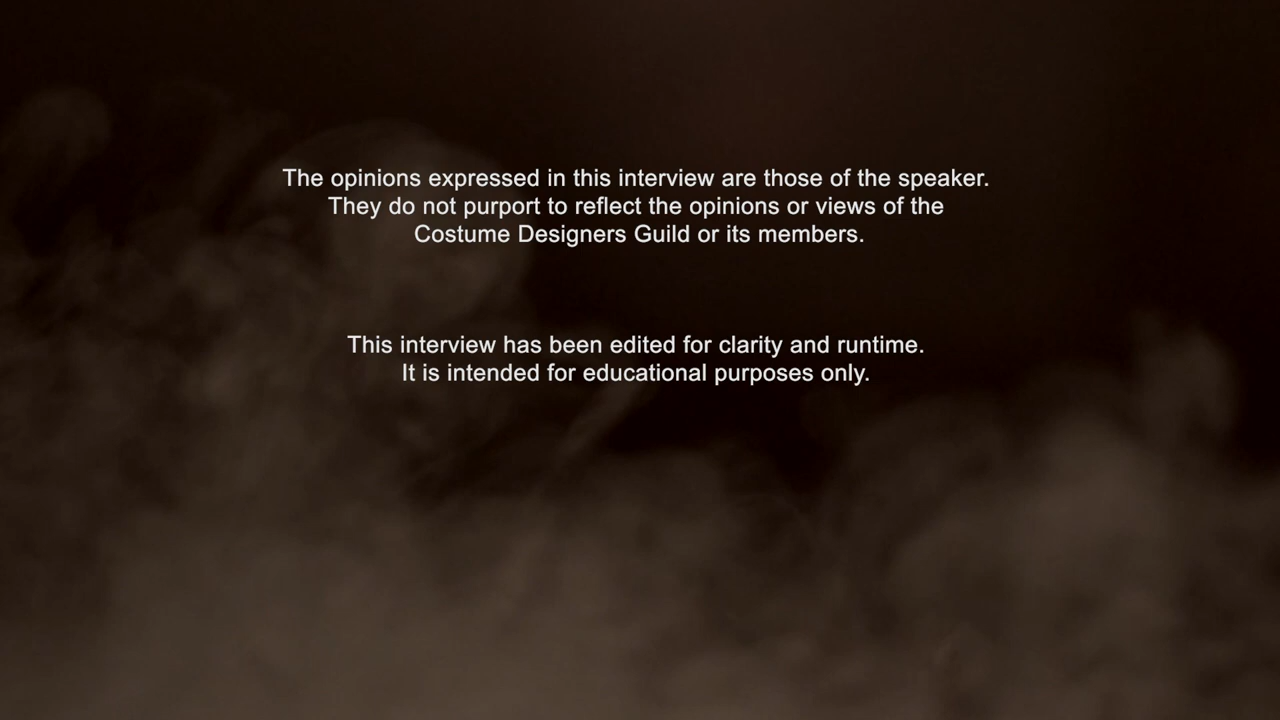 The opinions expressed in this interview are those of the speaker.
They do not purport to reflect the opinions or views of the
Costume Designers Guild or its members.
This interview has been edited for clarity and runtime.
It is intended for educational purposes only.